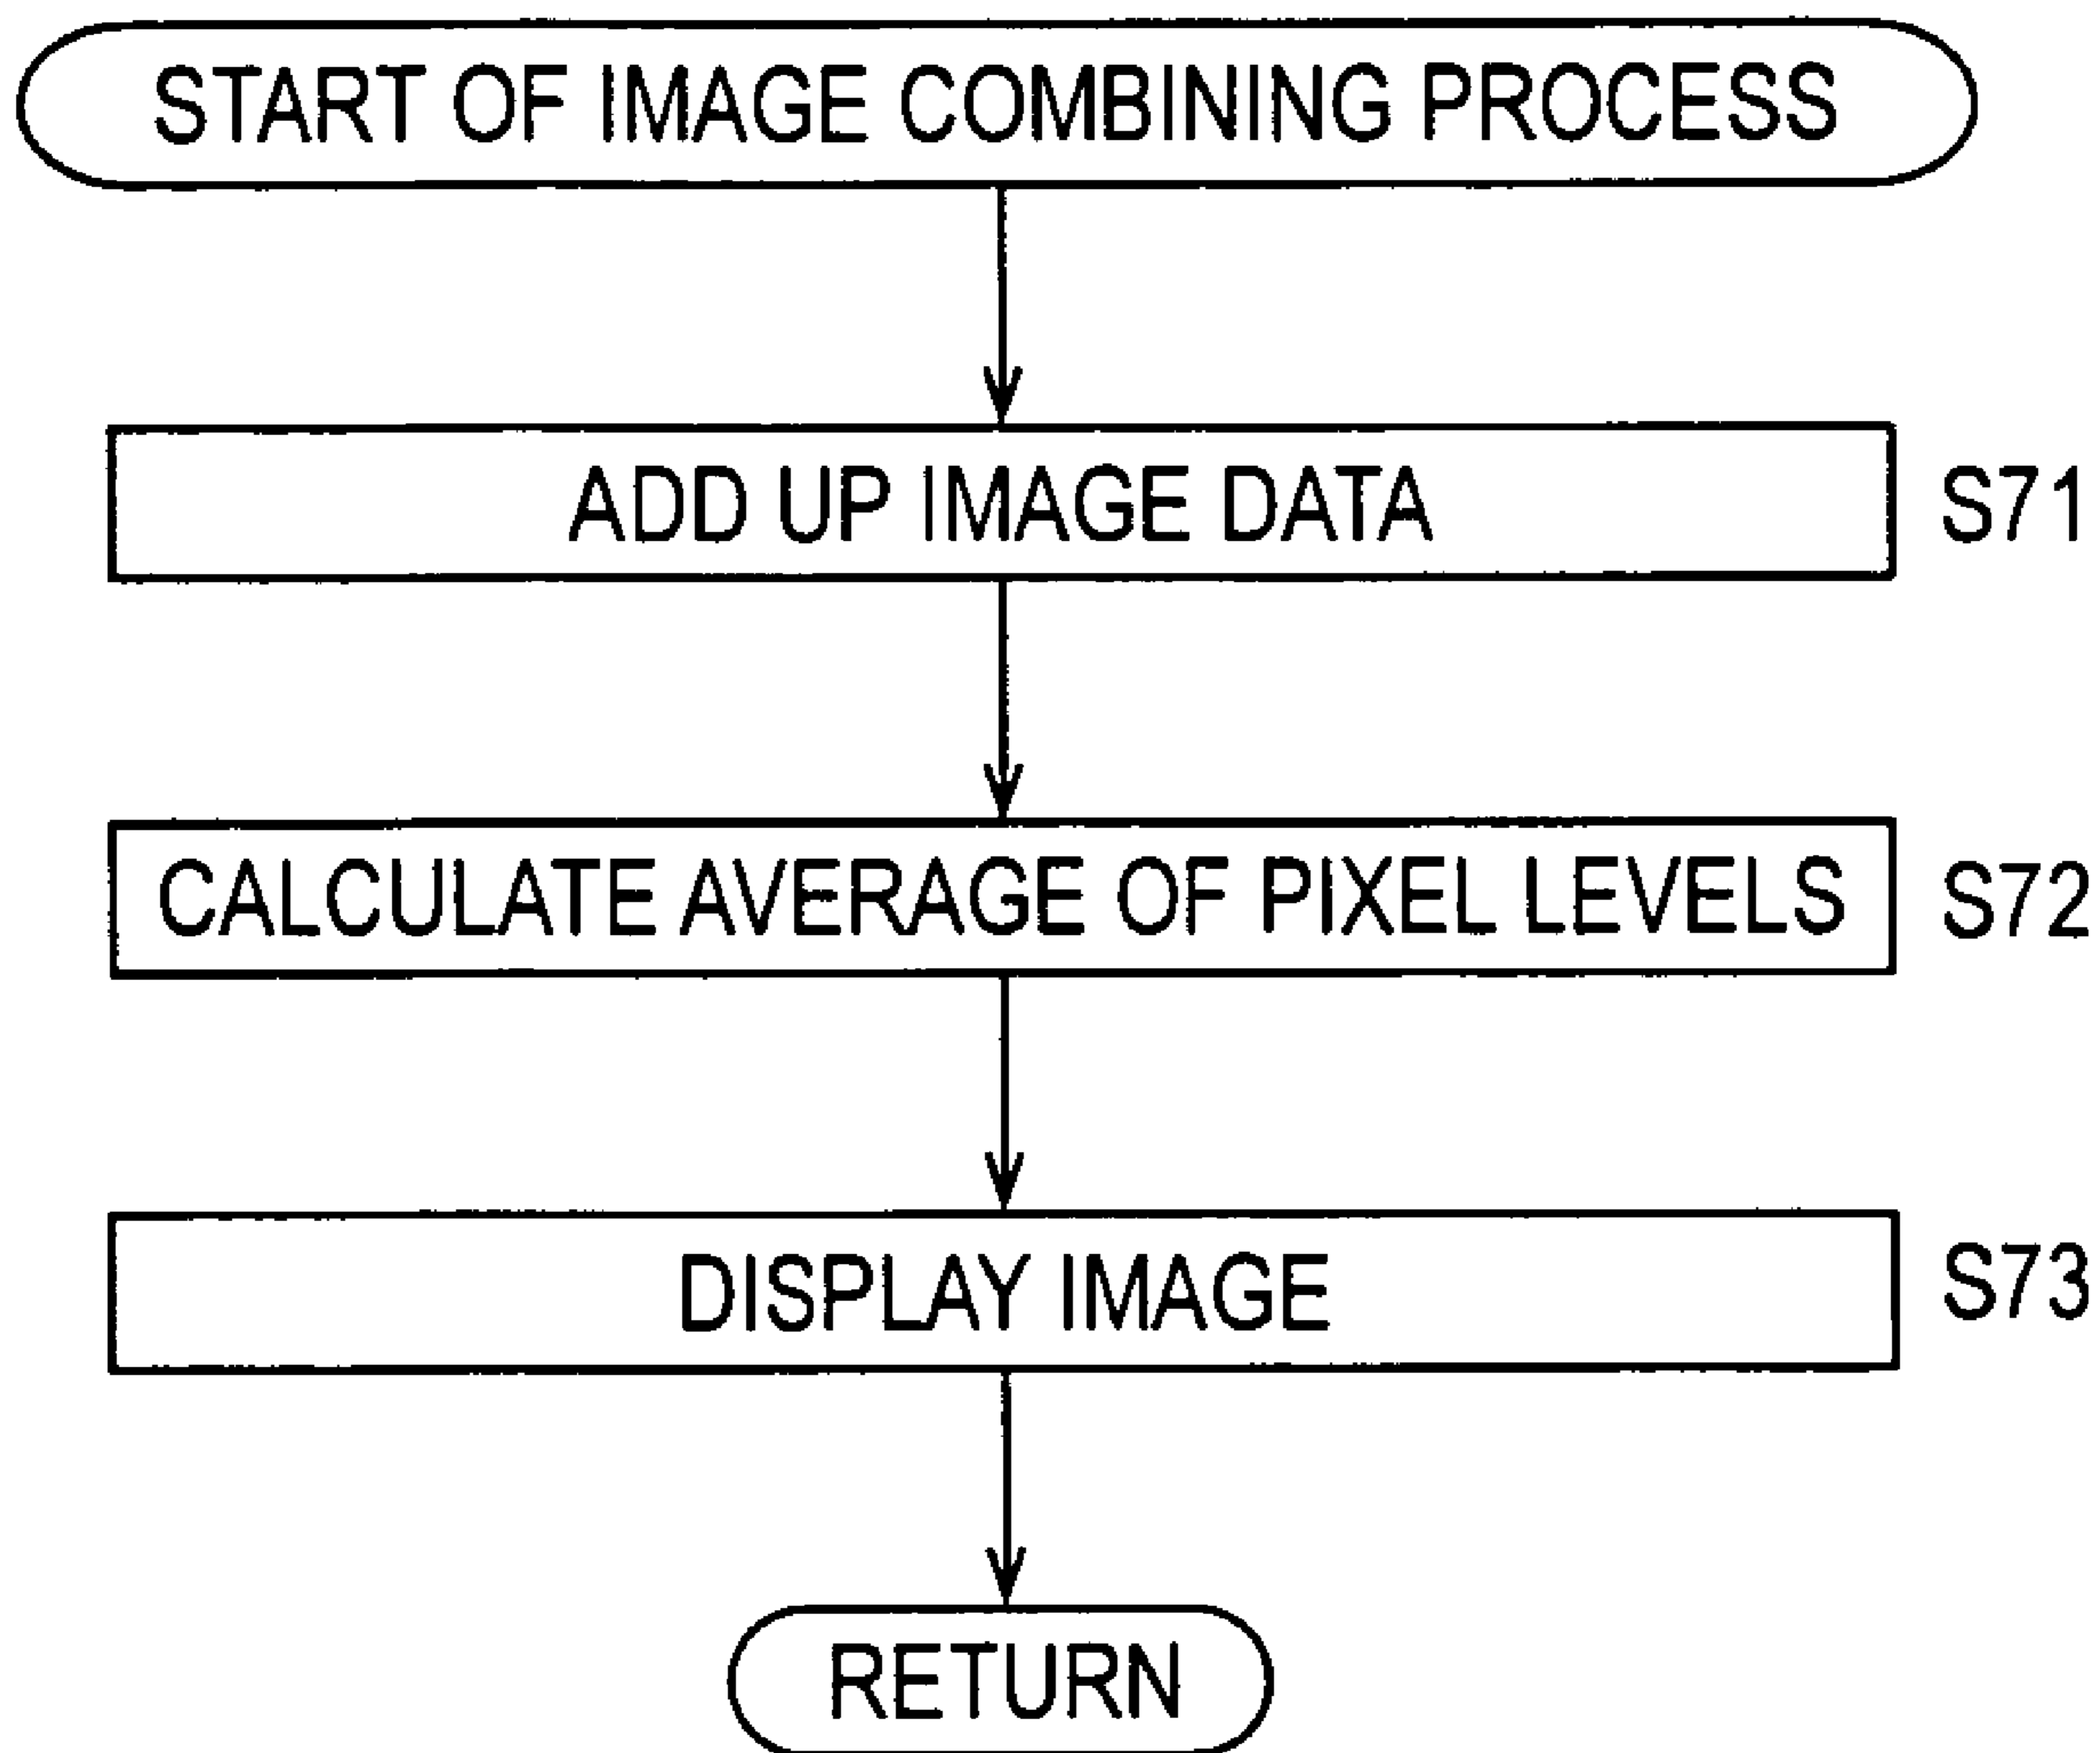 START OF IMAGE COMBINING PROCESS
ADD UP IMAGE DATA S71
CALCULATE AVERAGE OF PIXEL LEVELS S72
DISPLAY IMAGE S73
RETURN